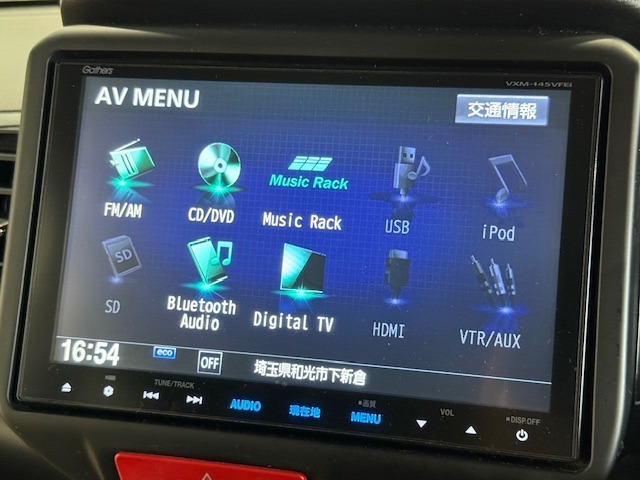 Gathers
VXM-145VFEi
AV MENU
交通情報
FM/AM
CD/DVD
Music Rack
Music Rack
USB
iPod
SD
SD
Bluetooth Audio
Digital TV
HDMI
VTR/AUX
16:54
eco
OFF
埼玉県和光市下新倉
TUNE/TRACK
AUDIO
現在地
画質
MENU
VOL
DISP.OFF